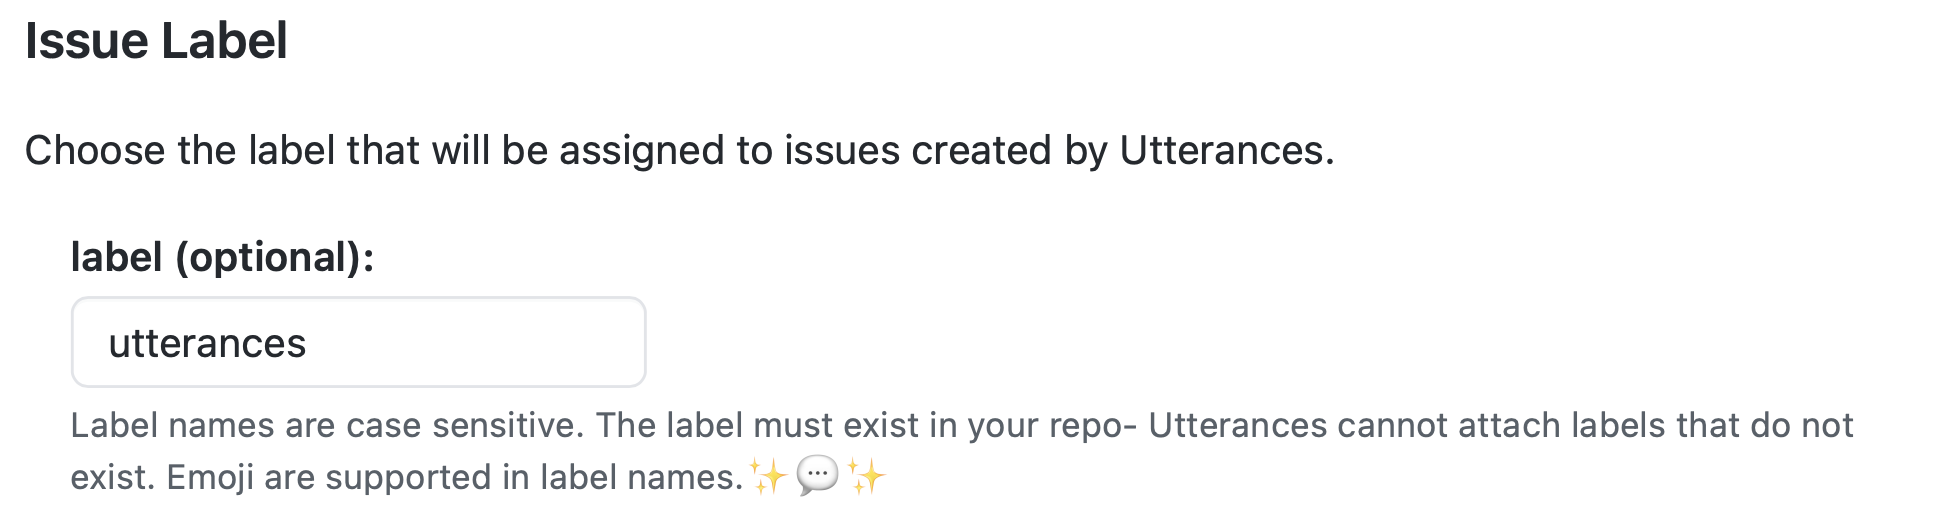 Issue Label
Choose the label that will be assigned to issues created by Utterances.
label (optional):
utterances
Label names are case sensitive. The label must exist in your repo- Utterances cannot attach labels that do not
exist. Emoji are supported in label names.✨💬✨